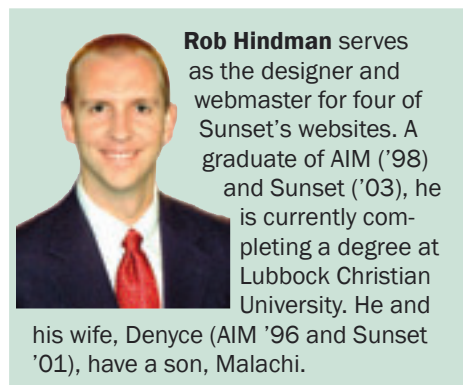 Rob Hindman serves
as the designer and
webmaster for four of
Sunset’s websites. A
graduate of AIM (’98)
and Sunset (’03), he
is currently com-
pleting a degree at
Lubbock Christian
University. He and
his wife, Denyce (AIM ’96 and Sunset
’01), have a son, Malachi.